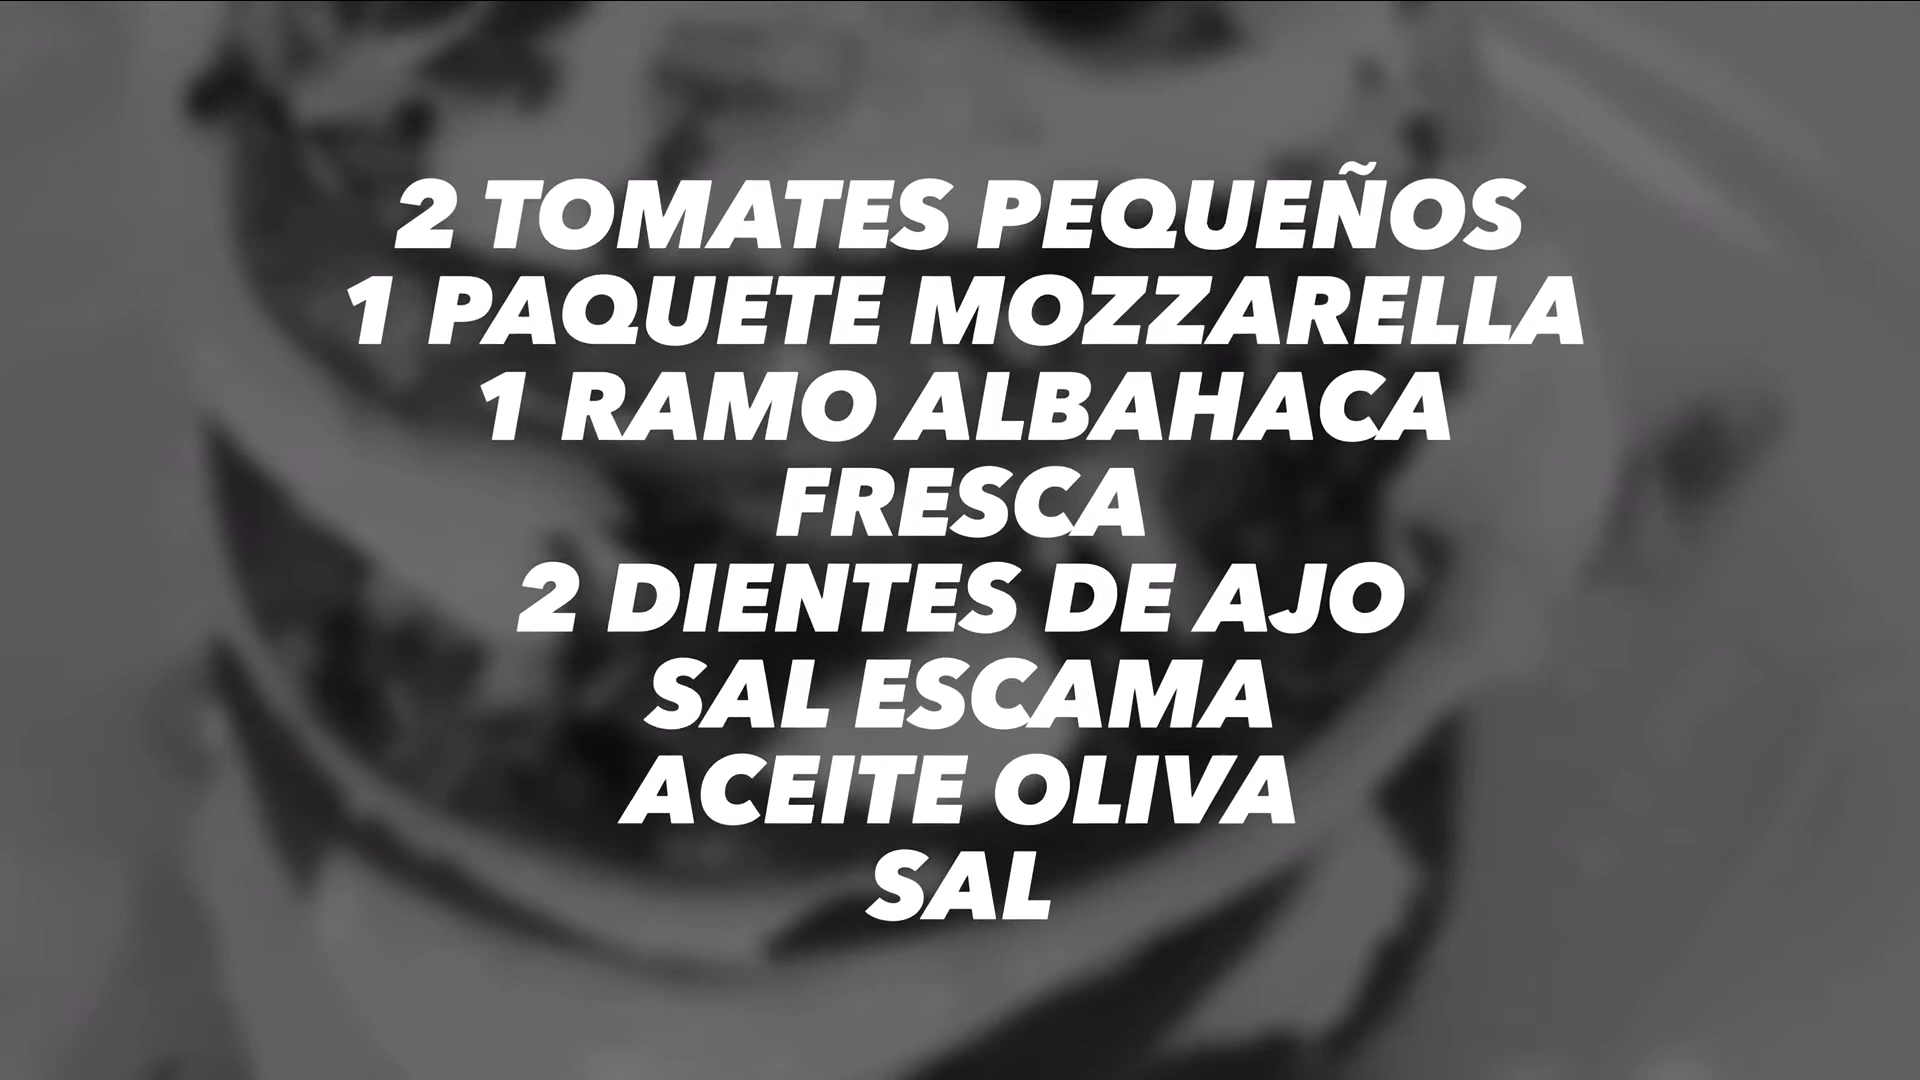 2 TOMATES PEQUEÑOS
1 PAQUETE MOZZARELLA
1 RAMO ALBAHACA
FRESCA
2 DIENTES DE AJO
SAL ESCAMA
ACEITE OLIVA
SAL